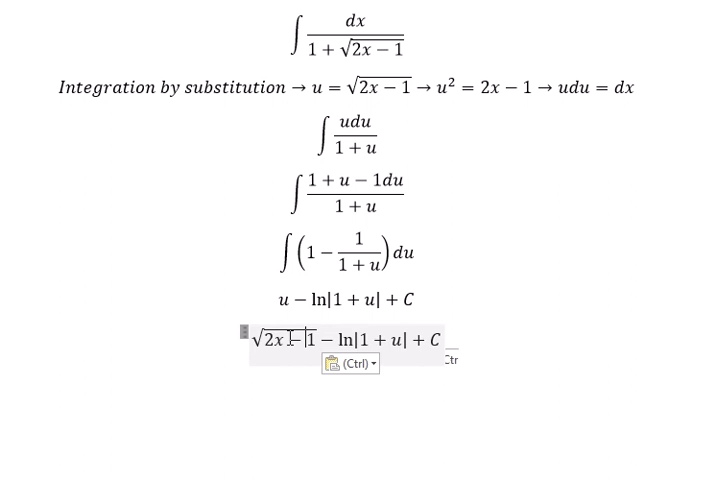 ∫ dx / (1 + √(2x − 1))
Integration by substitution → u = √(2x − 1) → u² = 2x − 1 → udu = dx
∫ udu / (1 + u)
∫ (1 + u − 1du) / (1 + u)
∫ (1 − 1/(1 + u)) du
u − ln|1 + u| + C
√(2x − 1) − ln|1 + u| + C
(Ctrl)
Ctr